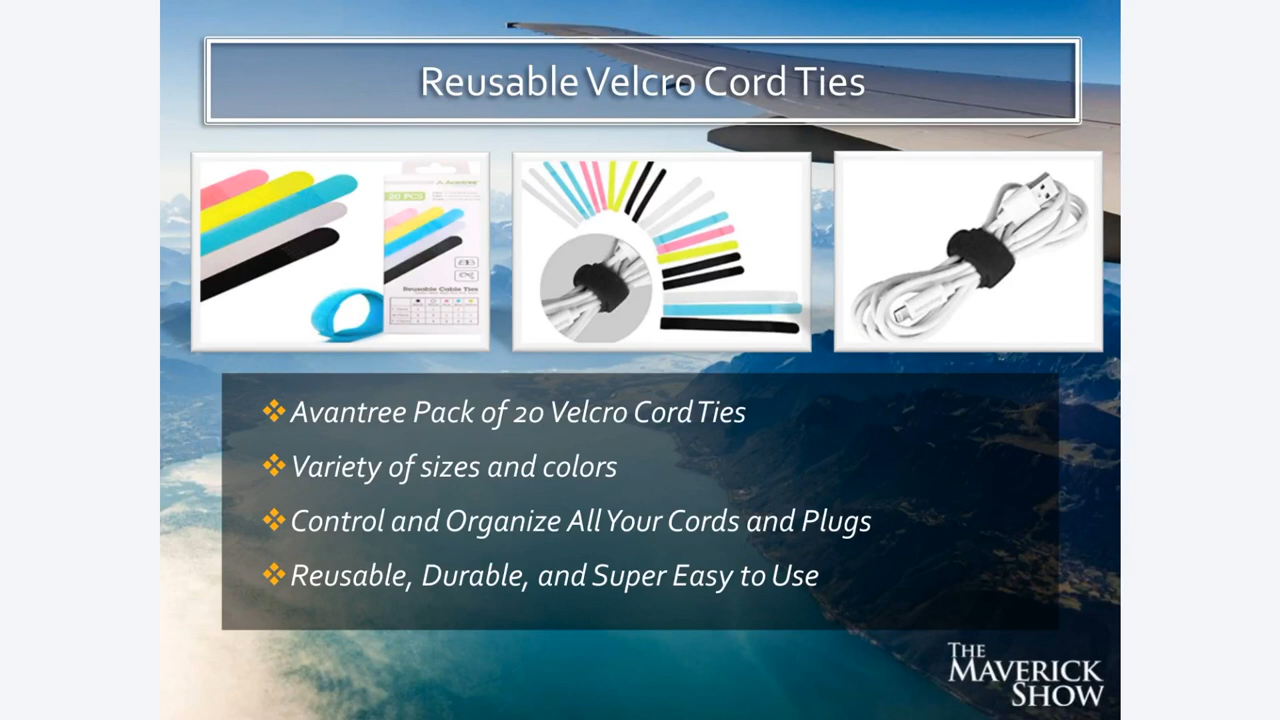 Reusable Velcro Cord Ties
Avantree
20 PCS
Reusable Cable Ties
Avantree Pack of 20 Velcro Cord Ties
Variety of sizes and colors
Control and Organize All Your Cords and Plugs
Reusable, Durable, and Super Easy to Use
THE
MAVERICK
SHOW